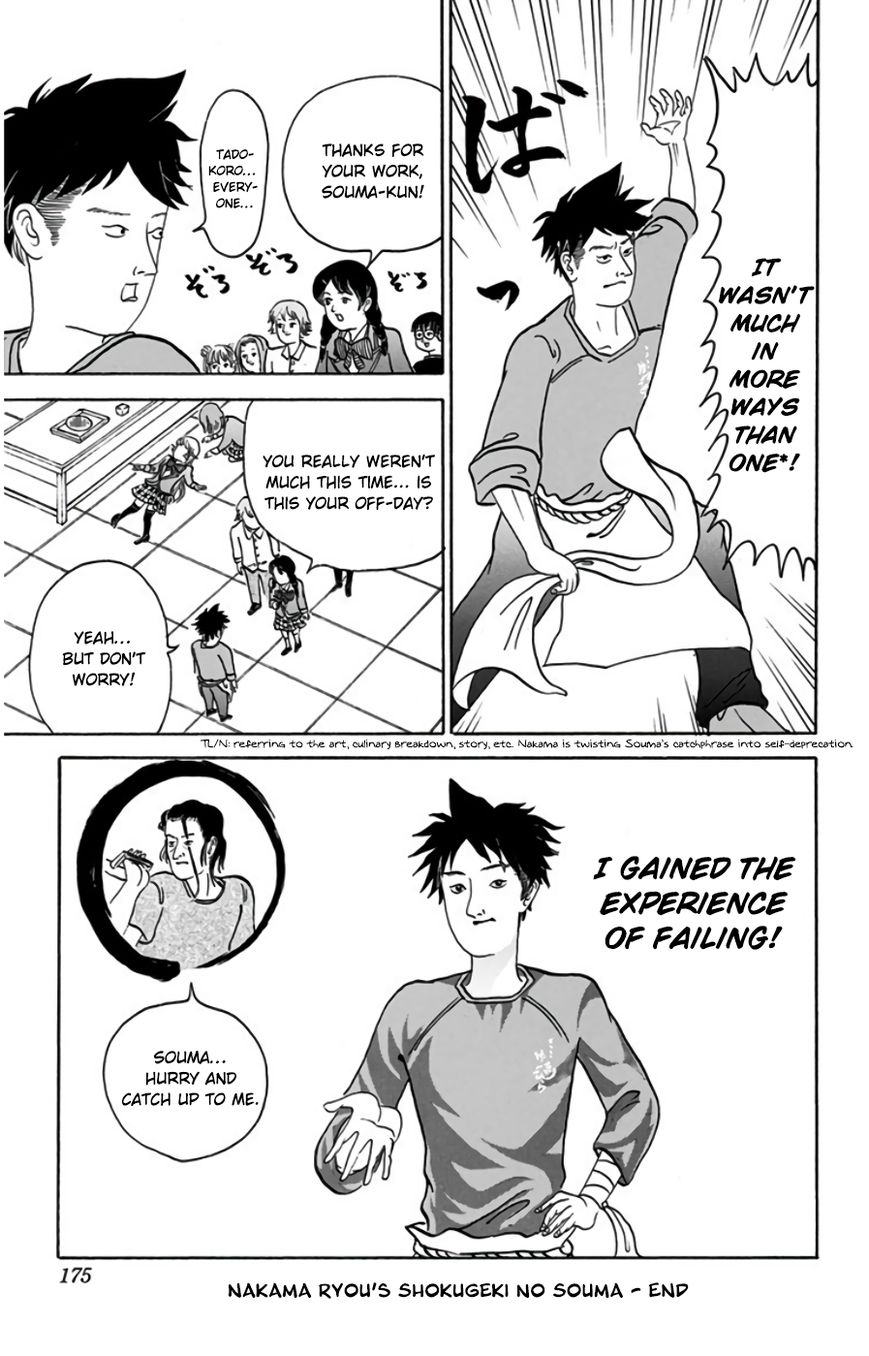 IT
WASN'T
MUCH
IN
MORE
WAYS
THAN
ONE*!
ばっ
THANKS FOR
YOUR WORK,
SOUMA-KUN!
TADO-
KORO...
EVERY-
ONE...
ぞろ
ぞろ
ぞろ
YOU REALLY WEREN'T
MUCH THIS TIME... IS
THIS YOUR OFF-DAY?
YEAH...
BUT DON'T
WORRY!
TL/N: referring to the art, culinary breakdown, story, etc. Nakama is twisting Souma's catchphrase into self-deprecation.
I GAINED THE
EXPERIENCE
OF FAILING!
SOUMA...
HURRY AND
CATCH UP TO ME.
175
NAKAMA RYOU'S SHOKUGEKI NO SOUMA - END